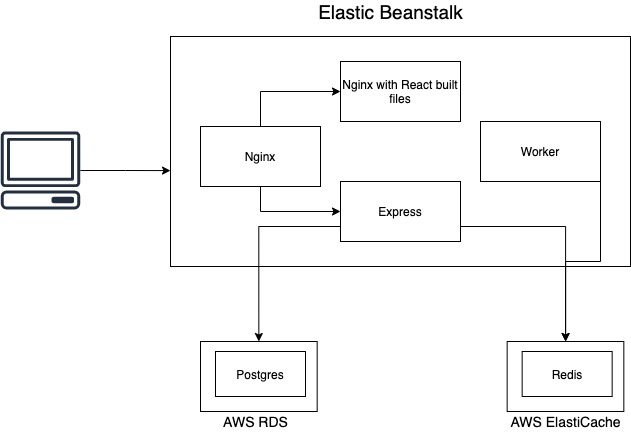 Elastic Beanstalk
Nginx with React built
files
Nginx
Worker
Express
Postgres
Redis
AWS RDS
AWS ElastiCache